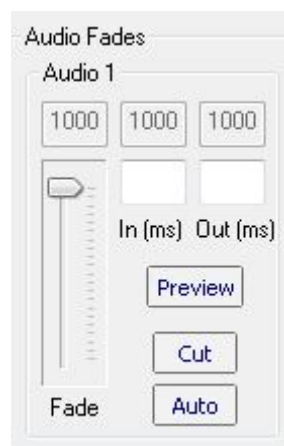 Audio Fades
Audio 1
1000 1000 1000
In (ms) Out (ms)
Preview
Cut
Fade Auto